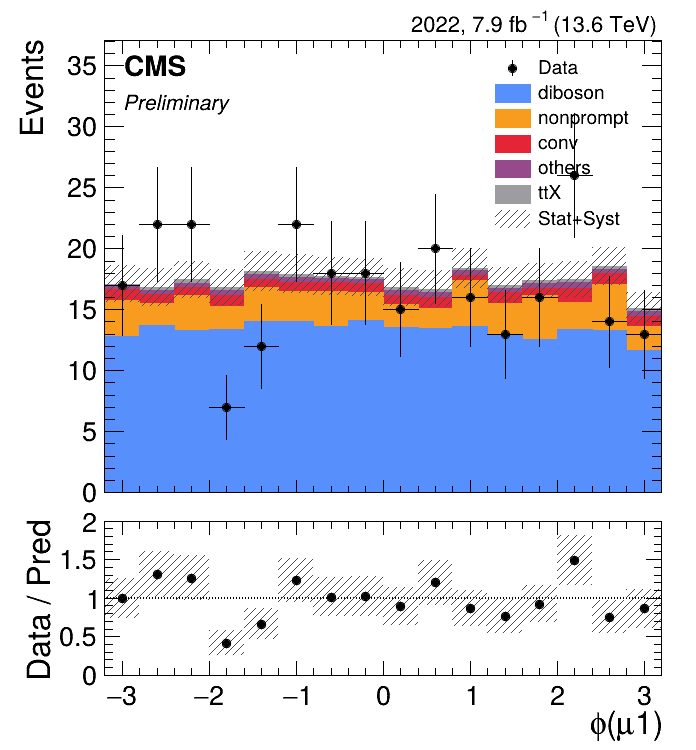 2022, 7.9 fb⁻¹ (13.6 TeV)
Events
CMS
Preliminary
Data
diboson
nonprompt
conv
others
ttX
Stat+Syst
35
30
25
20
15
10
5
0
Data / Pred
2
1.5
1
0.5
0
−3 −2 −1 0 1 2 3
ϕ(μ1)